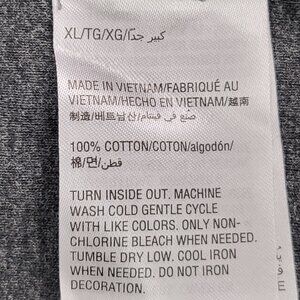 XL/TG/XG/كبير جدًا
MADE IN VIETNAM/FABRIQUÉ AU
VIETNAM/HECHO EN VIETNAM/越南
制造/베트남산/صنع في فيتنام
100% COTTON/COTON/algodón/
棉/면/قطن
TURN INSIDE OUT. MACHINE
WASH COLD GENTLE CYCLE
WITH LIKE COLORS. ONLY NON-
CHLORINE BLEACH WHEN NEEDED.
TUMBLE DRY LOW. COOL IRON
WHEN NEEDED. DO NOT IRON
DECORATION.